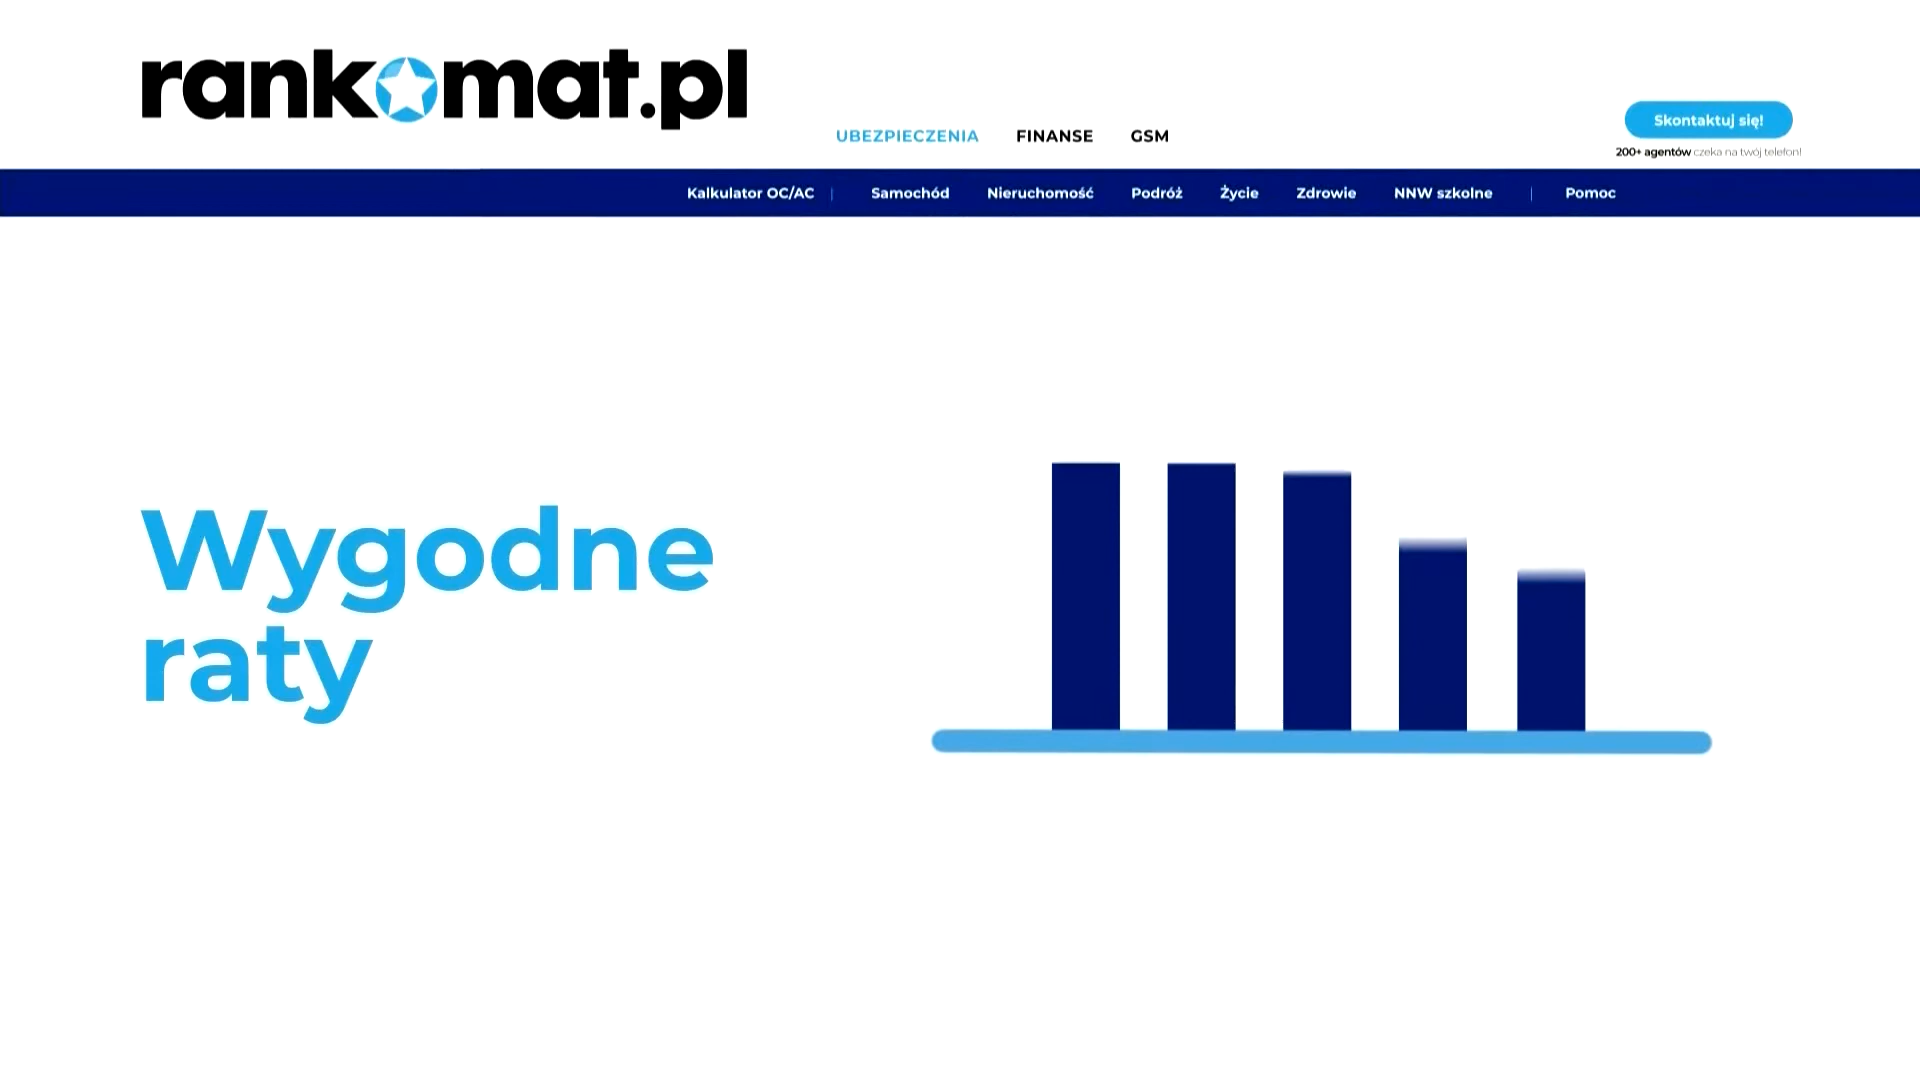 rankomat.pl
UBEZPIECZENIA FINANSE GSM
Skontaktuj się!
200+ agentów czeka na twój telefon!
Kalkulator OC/AC | Samochód Nieruchomość Podróż Życie Zdrowie NNW szkolne | Pomoc
Wygodne
raty